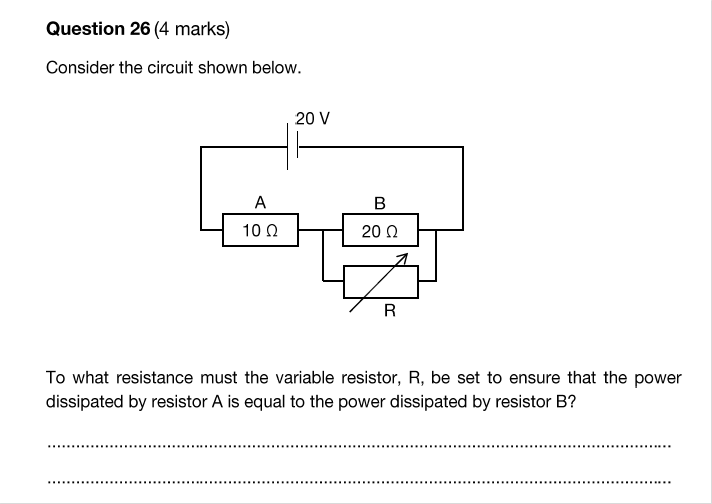 Question 26 (4 marks)
Consider the circuit shown below.
20 V
A
B
10 Ω
20 Ω
R
To what resistance must the variable resistor, R, be set to ensure that the power
dissipated by resistor A is equal to the power dissipated by resistor B?